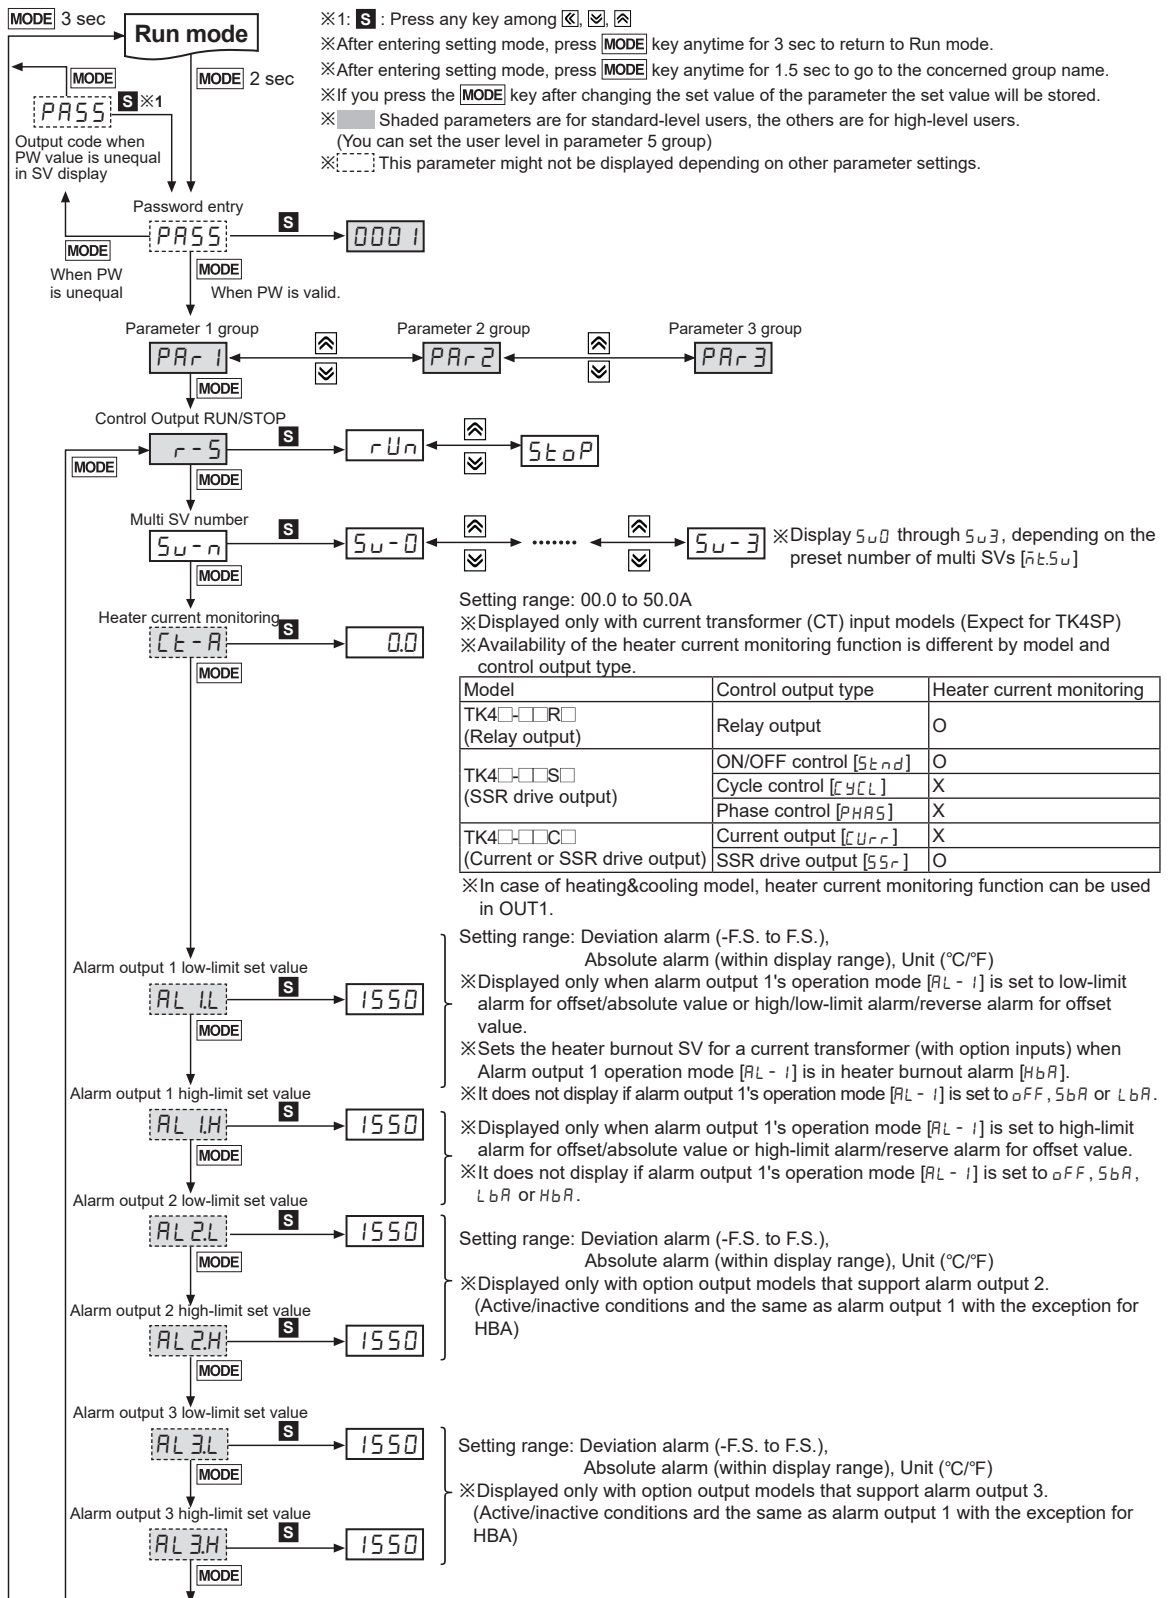 MODE 3 sec
Run mode
※1: S : Press any key among «, ︾, ︽
※After entering setting mode, press MODE key anytime for 3 sec to return to Run mode.
※After entering setting mode, press MODE key anytime for 1.5 sec to go to the concerned group name.
※If you press the MODE key after changing the set value of the parameter the set value will be stored.
※ Shaded parameters are for standard-level users, the others are for high-level users.
(You can set the user level in parameter 5 group)
※ This parameter might not be displayed depending on other parameter settings.
MODE
MODE 2 sec
PASS
S ※1
Output code when
PW value is unequal
in SV display
Password entry
PASS
S
0001
MODE
When PW
is unequal
MODE
When PW is valid.
Parameter 1 group
Parameter 2 group
Parameter 3 group
PAr1
PAr2
PAr3
MODE
Control Output RUN/STOP
r-S
S
rUn
StoP
MODE
MODE
Multi SV number
Sv-n
S
Sv-0
.......
Sv-3
※Display Sv0 through Sv3, depending on the
preset number of multi SVs [mt.Sv]
MODE
Heater current monitoring
Ct-A
S
0.0
MODE
Setting range: 00.0 to 50.0A
※Displayed only with current transformer (CT) input models (Expect for TK4SP)
※Availability of the heater current monitoring function is different by model and
control output type.
Model Control output type Heater current monitoring
TK4□-□□R□
(Relay output)
Relay output O
TK4□-□□S□
(SSR drive output)
ON/OFF control [Stnd] O
Cycle control [CYCL] X
Phase control [PHAS] X
TK4□-□□C□
(Current or SSR drive output)
Current output [CUrr] X
SSR drive output [SSr] O
※In case of heating&cooling model, heater current monitoring function can be used
in OUT1.
Alarm output 1 low-limit set value
AL1.L
S
1550
MODE
Setting range: Deviation alarm (-F.S. to F.S.),
Absolute alarm (within display range), Unit (℃/℉)
※Displayed only when alarm output 1's operation mode [AL-1] is set to low-limit
alarm for offset/absolute value or high/low-limit alarm/reverse alarm for offset
value.
※Sets the heater burnout SV for a current transformer (with option inputs) when
Alarm output 1 operation mode [AL-1] is in heater burnout alarm [HbA].
※It does not display if alarm output 1's operation mode [AL-1] is set to oFF, SbA or LbA.
Alarm output 1 high-limit set value
AL1.H
S
1550
MODE
※Displayed only when alarm output 1's operation mode [AL-1] is set to high-limit
alarm for offset/absolute value or high-limit alarm/reserve alarm for offset value.
※It does not display if alarm output 1's operation mode [AL-1] is set to oFF, SbA,
LbA or HbA.
Alarm output 2 low-limit set value
AL2.L
S
1550
MODE
Alarm output 2 high-limit set value
AL2.H
S
1550
MODE
Setting range: Deviation alarm (-F.S. to F.S.),
Absolute alarm (within display range), Unit (℃/℉)
※Displayed only with option output models that support alarm output 2.
(Active/inactive conditions and the same as alarm output 1 with the exception for
HBA)
Alarm output 3 low-limit set value
AL3.L
S
1550
MODE
Alarm output 3 high-limit set value
AL3.H
S
1550
MODE
Setting range: Deviation alarm (-F.S. to F.S.),
Absolute alarm (within display range), Unit (℃/℉)
※Displayed only with option output models that support alarm output 3.
(Active/inactive conditions ard the same as alarm output 1 with the exception for
HBA)